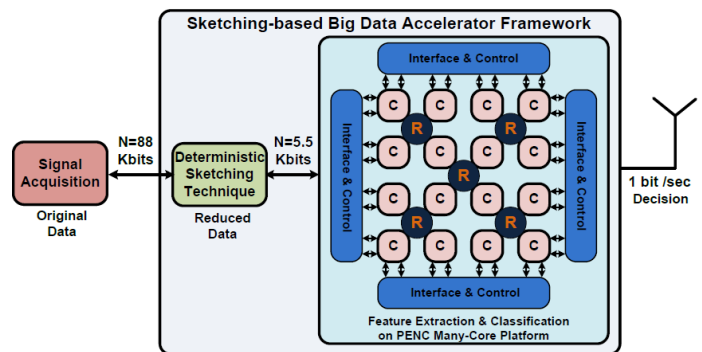 Sketching-based Big Data Accelerator Framework
Signal
Acquisition
Original
Data
N=88
Kbits
Deterministic
Sketching
Technique
Reduced
Data
N=5.5
Kbits
Interface & Control
Interface & Control
C C C C
R R
C C C C
R
C C C C
R R
C C C C
Interface & Control
Interface & Control
Feature Extraction & Classification
on PENC Many-Core Platform
1 bit /sec
Decision